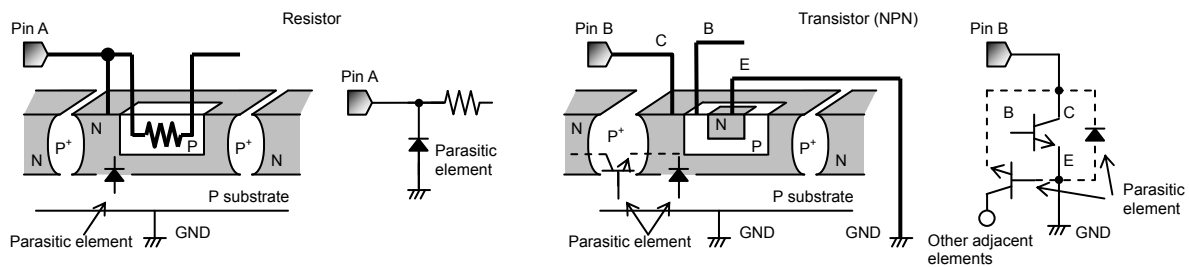 Resistor
Pin A
N
N
P+
P
P+
N
P substrate
Parasitic element
GND
Pin A
Parasitic
element
Transistor (NPN)
Pin B
C
B
E
N
P+
N
P
P+
N
P substrate
Parasitic element
GND
GND
Pin B
B
C
E
Parasitic
element
GND
Other adjacent
elements